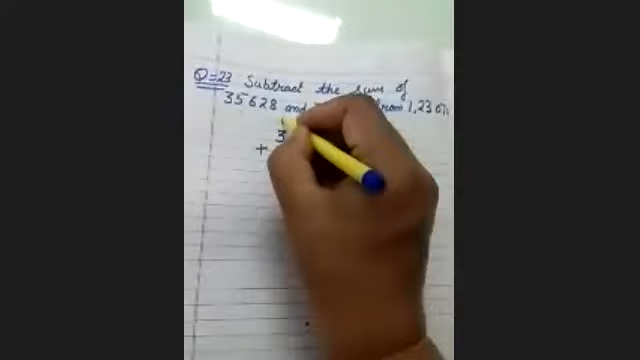 Q=23 Subtract the sum of
35628 and from 1,23
3
+